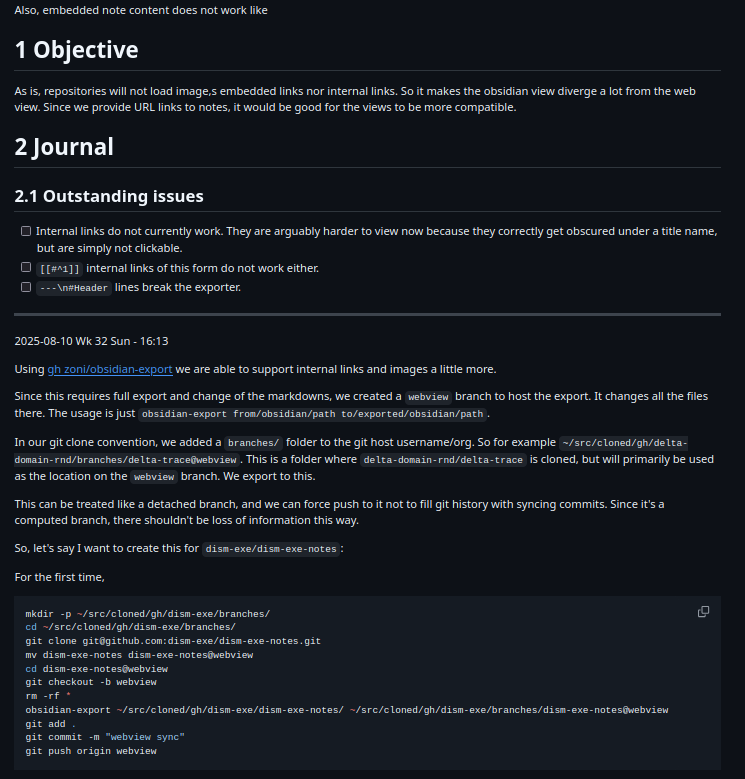 Also, embedded note content does not work like
1 Objective
As is, repositories will not load image,s embedded links nor internal links. So it makes the obsidian view diverge a lot from the web
view. Since we provide URL links to notes, it would be good for the views to be more compatible.
2 Journal
2.1 Outstanding issues
Internal links do not currently work. They are arguably harder to view now because they correctly get obscured under a title name,
but are simply not clickable.
[[#^1]] internal links of this form do not work either.
---\n#Header lines break the exporter.
2025-08-10 Wk 32 Sun - 16:13
Using gh zoni/obsidian-export we are able to support internal links and images a little more.
Since this requires full export and change of the markdowns, we created a webview branch to host the export. It changes all the files
there. The usage is just obsidian-export from/obsidian/path to/exported/obsidian/path.
In our git clone convention, we added a branches/ folder to the git host username/org. So for example ~/src/cloned/gh/delta-
domain-rnd/branches/delta-trace@webview. This is a folder where delta-domain-rnd/delta-trace is cloned, but will primarily be used
as the location on the webview branch. We export to this.
This can be treated like a detached branch, and we can force push to it not to fill git history with syncing commits. Since it's a
computed branch, there shouldn't be loss of information this way.
So, let's say I want to create this for dism-exe/dism-exe-notes:
For the first time,
mkdir -p ~/src/cloned/gh/dism-exe/branches/
cd ~/src/cloned/gh/dism-exe/branches/
git clone git@github.com:dism-exe/dism-exe-notes.git
mv dism-exe-notes dism-exe-notes@webview
cd dism-exe-notes@webview
git checkout -b webview
rm -rf *
obsidian-export ~/src/cloned/gh/dism-exe/dism-exe-notes/ ~/src/cloned/gh/dism-exe/branches/dism-exe-notes@webview
git add .
git commit -m "webview sync"
git push origin webview